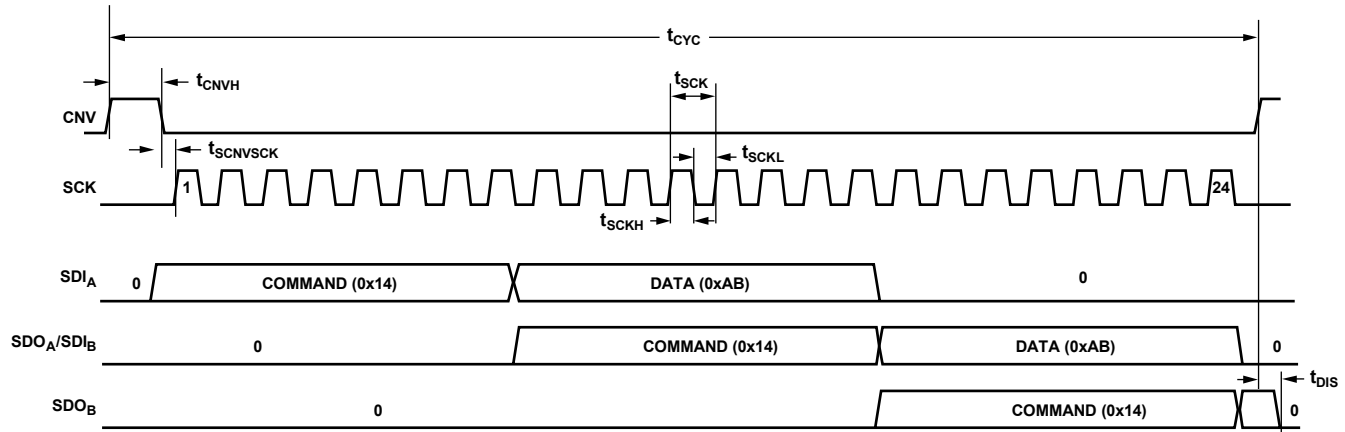 tCYC
tCNVH
tSCK
CNV
tSCNVSCK
tSCKL
SCK
1
24
tSCKH
SDIA
0
COMMAND (0x14)
DATA (0xAB)
0
SDOA/SDIB
0
COMMAND (0x14)
DATA (0xAB)
0
tDIS
SDOB
0
COMMAND (0x14)
0